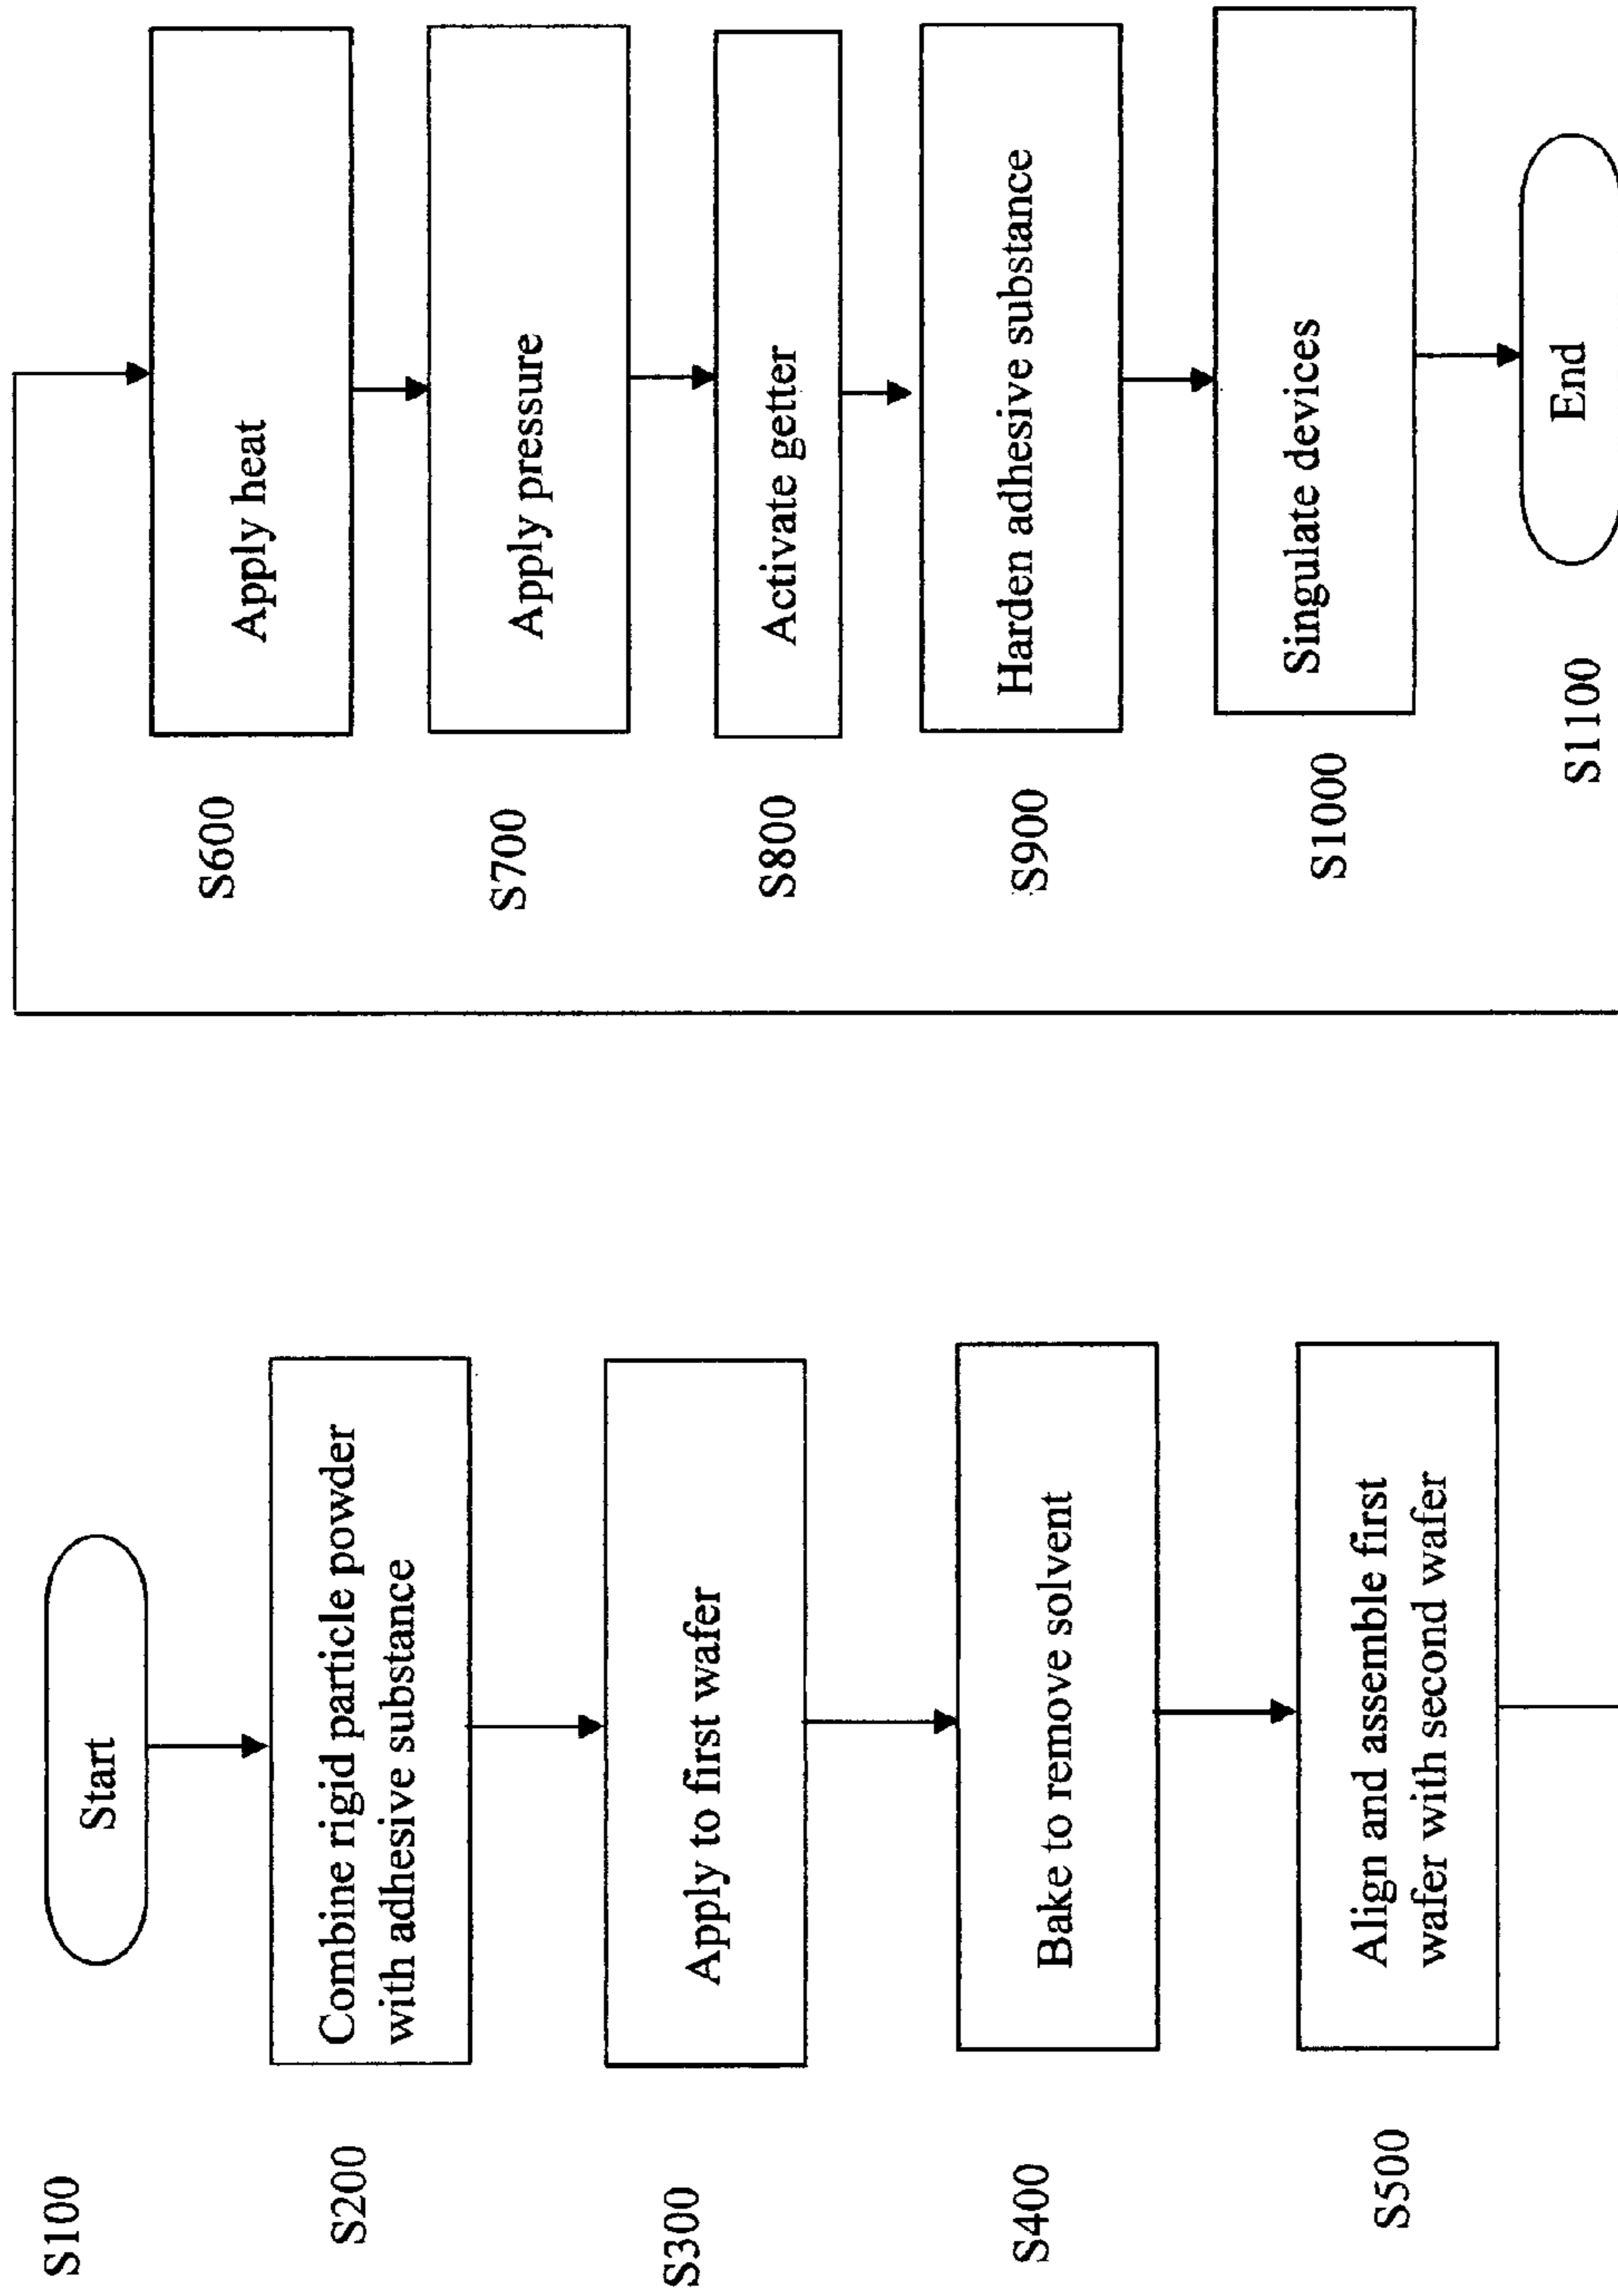 S100
Start
S200
Combine rigid particle powder
with adhesive substance
S300
Apply to first wafer
S400
Bake to remove solvent
S500
Align and assemble first
wafer with second wafer
S600
Apply heat
S700
Apply pressure
S800
Activate getter
S900
Harden adhesive substance
S1000
Singulate devices
S1100
End